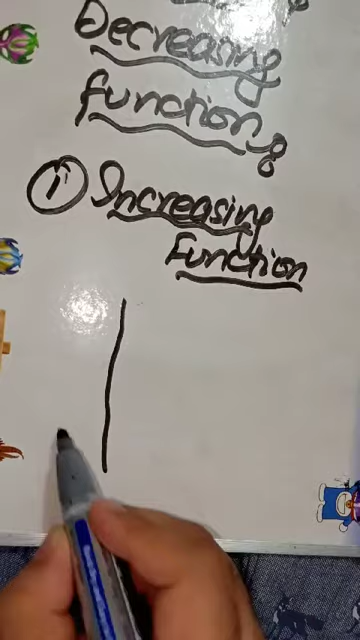 Decreasing
function :
(i) Increasing
Function